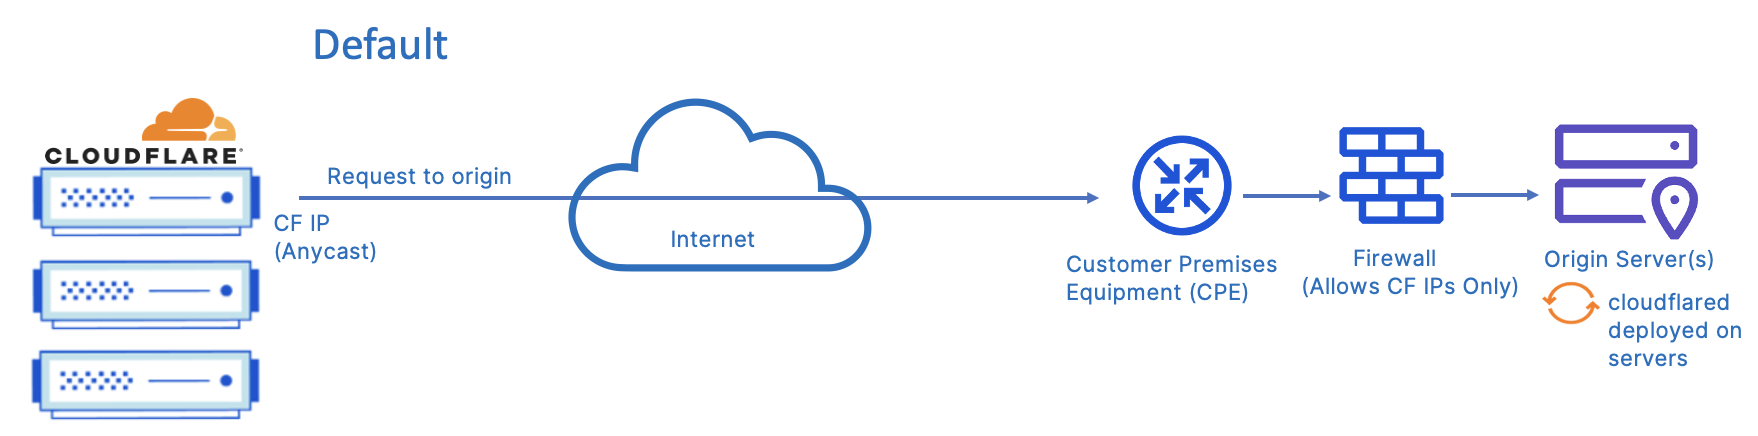 Default
CLOUDFLARE
Request to origin
CF IP
(Anycast)
Internet
Customer Premises
Equipment (CPE)
Firewall
(Allows CF IPs Only)
Origin Server(s)
cloudflared
deployed on
servers